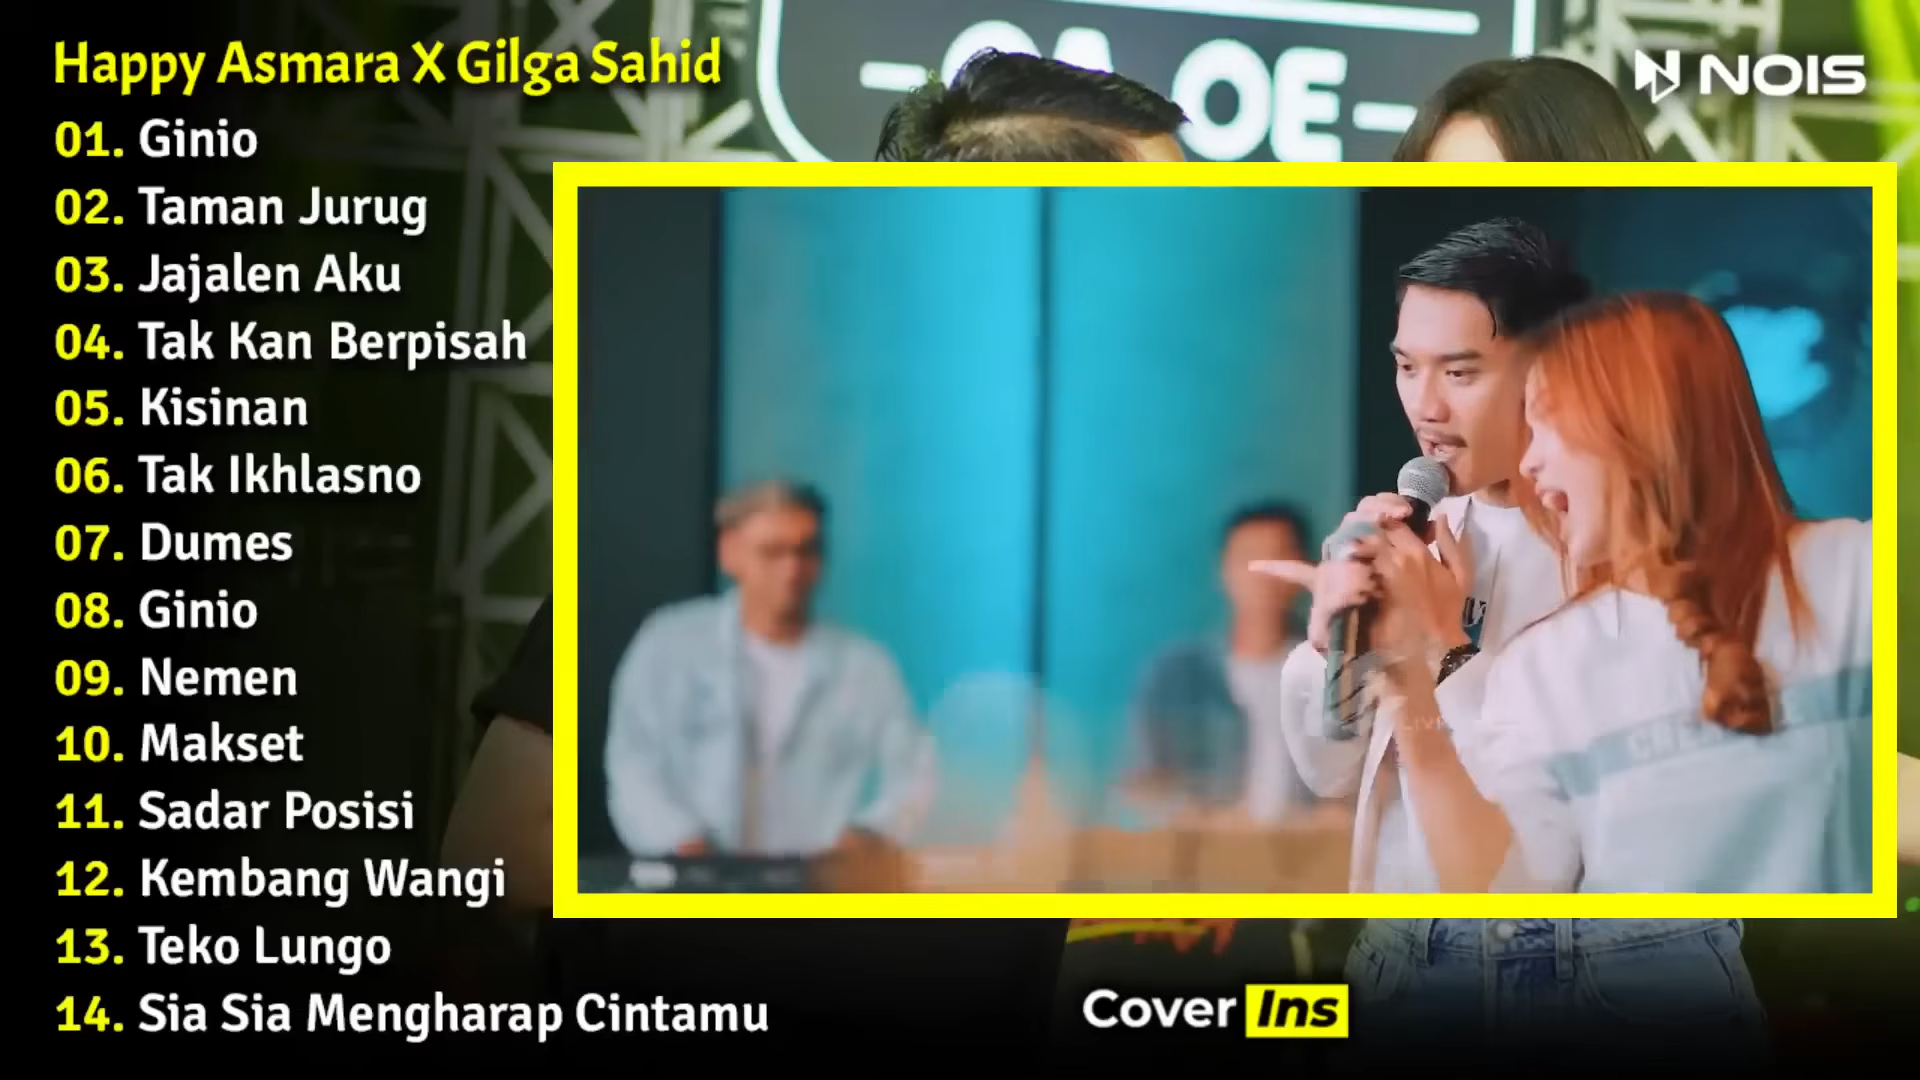 Happy Asmara X Gilga Sahid
01. Ginio
02. Taman Jurug
03. Jajalen Aku
04. Tak Kan Berpisah
05. Kisinan
06. Tak Ikhlasno
07. Dumes
08. Ginio
09. Nemen
10. Makset
11. Sadar Posisi
12. Kembang Wangi
13. Teko Lungo
14. Sia Sia Mengharap Cintamu
OE
NOIS
Cover Ins